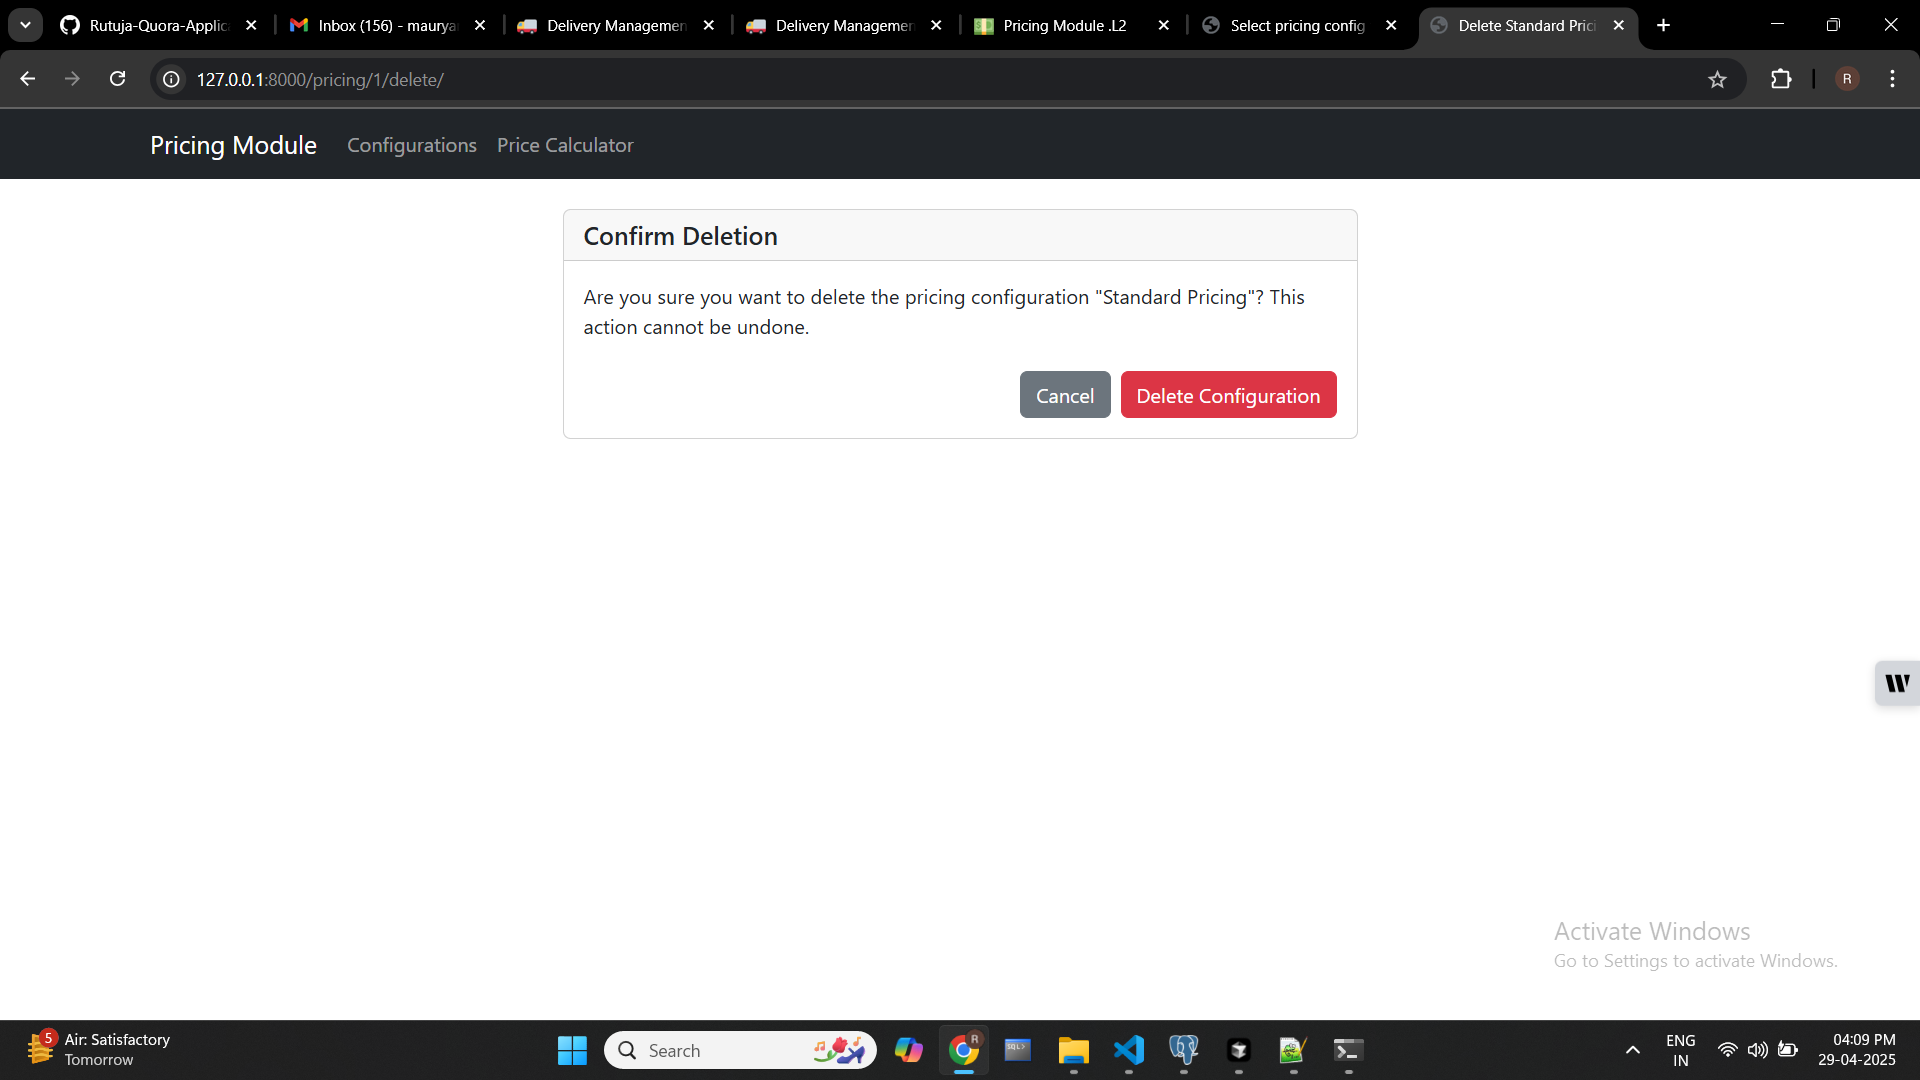 Rutuja-Quora-Applic
Inbox (156) - maurya
Delivery Managemen
Delivery Managemen
Pricing Module .L2
Select pricing config
Delete Standard Pric
127.0.0.1:8000/pricing/1/delete/
R
Pricing Module
Configurations
Price Calculator
Confirm Deletion
Are you sure you want to delete the pricing configuration "Standard Pricing"? This
action cannot be undone.
Cancel
Delete Configuration
W
Activate Windows
Go to Settings to activate Windows.
5
Air: Satisfactory
Tomorrow
Search
R
SQL>
ENG
IN
04:09 PM
29-04-2025